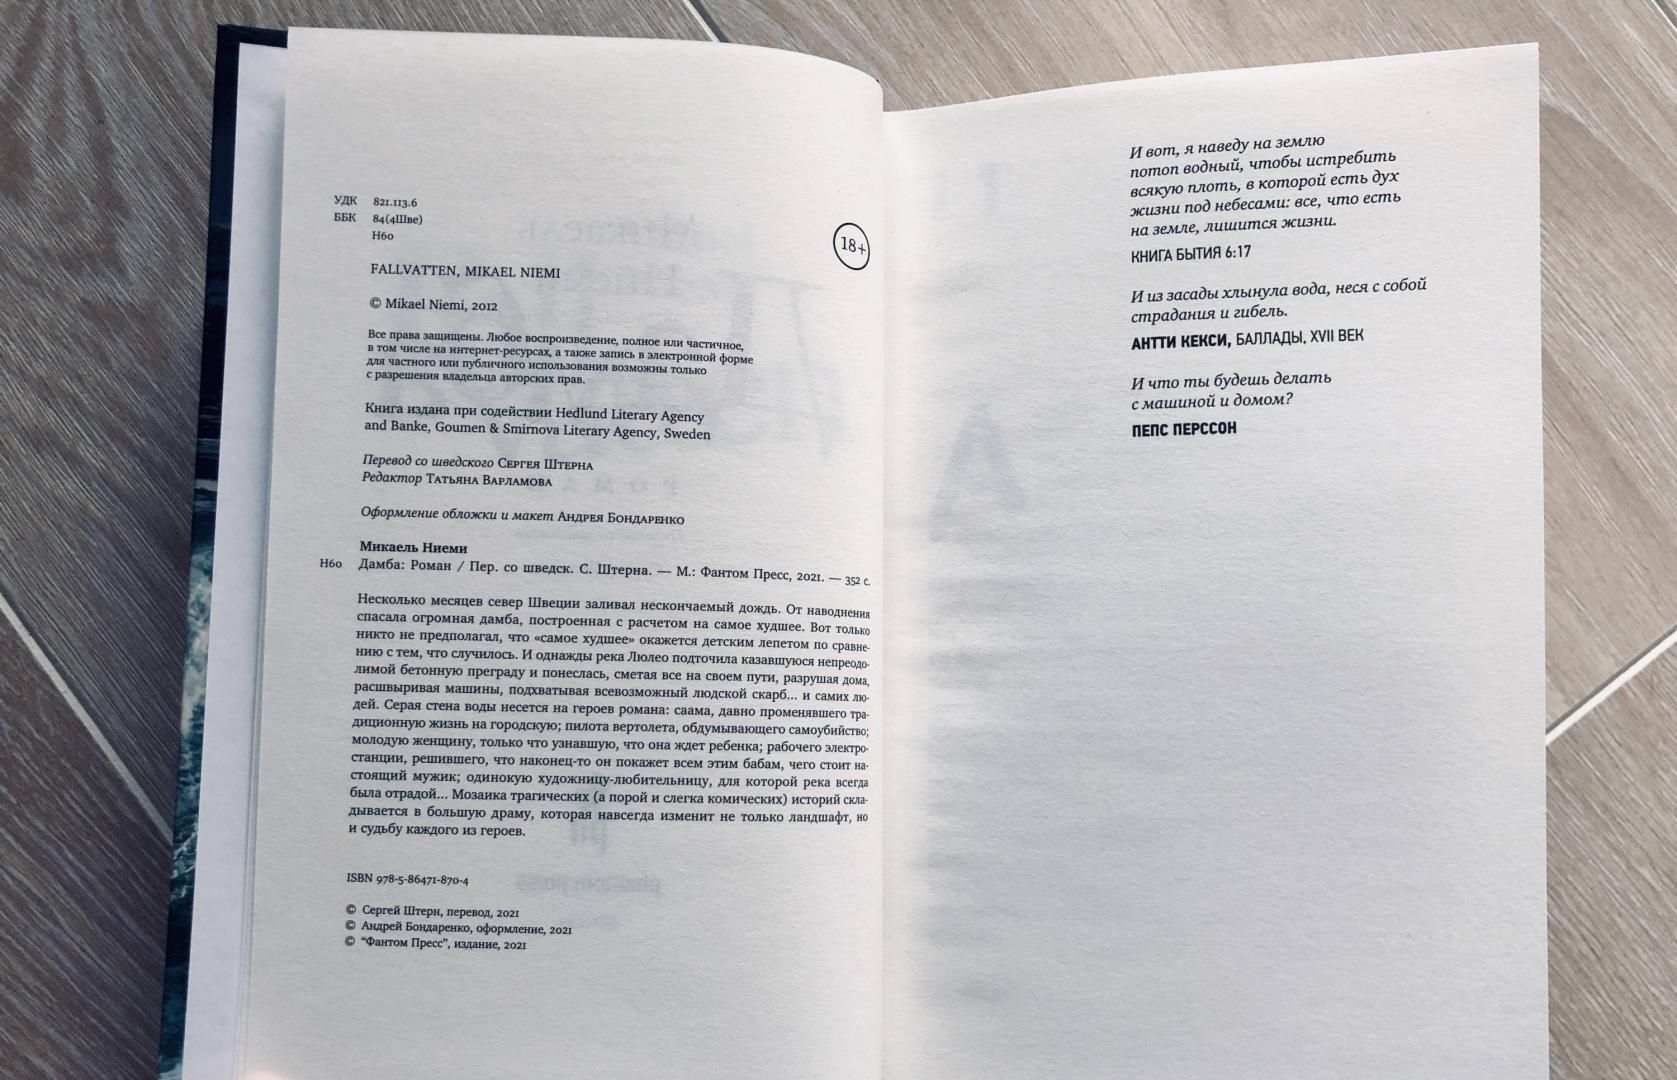 УДК 821.113.6
ББК 84(4Шве)
Н60
18+
FALLVATTEN, MIKAEL NIEMI
© Mikael Niemi, 2012
Все права защищены. Любое воспроизведение, полное или частичное,
в том числе на интернет-ресурсах, а также запись в электронной форме
для частного или публичного использования возможны только
с разрешения владельца авторских прав.
Книга издана при содействии Hedlund Literary Agency
and Banke, Goumen & Smirnova Literary Agency, Sweden
Перевод со шведского Сергея Штерна
Редактор Татьяна Варламова
Оформление обложки и макет Андрея Бондаренко
Микаель Ниеми
Н60 Дамба: Роман / Пер. со шведск. С. Штерна. — М.: Фантом Пресс, 2021. — 352 с.
Несколько месяцев север Швеции заливал нескончаемый дождь. От наводнения
спасала огромная дамба, построенная с расчетом на самое худшее. Вот только
никто не предполагал, что «самое худшее» окажется детским лепетом по сравне-
нию с тем, что случилось. И однажды река Люлео подточила казавшуюся непреодо-
лимой бетонную преграду и понеслась, сметая все на своем пути, разрушая дома,
расшвыривая машины, подхватывая всевозможный людской скарб... и самих лю-
дей. Серая стена воды несется на героев романа: саама, давно променявшего тра-
диционную жизнь на городскую; пилота вертолета, обдумывающего самоубийство;
молодую женщину, только что узнавшую, что она ждет ребенка; рабочего электро-
станции, решившего, что наконец-то он покажет всем этим бабам, чего стоит на-
стоящий мужик; одинокую художницу-любительницу, для которой река всегда
была отрадой... Мозаика трагических (а порой и слегка комических) историй скла-
дывается в большую драму, которая навсегда изменит не только ландшафт, но
и судьбу каждого из героев.
ISBN 978-5-86471-870-4
© Сергей Штерн, перевод, 2021
© Андрей Бондаренко, оформление, 2021
© "Фантом Пресс", издание, 2021
И вот, я наведу на землю
потоп водный, чтобы истребить
всякую плоть, в которой есть дух
жизни под небесами: все, что есть
на земле, лишится жизни.
КНИГА БЫТИЯ 6:17
И из засады хлынула вода, неся с собой
страдания и гибель.
АНТТИ КЕКСИ, БАЛЛАДЫ, XVII ВЕК
И что ты будешь делать
с машиной и домом?
ПЕПС ПЕРССОН